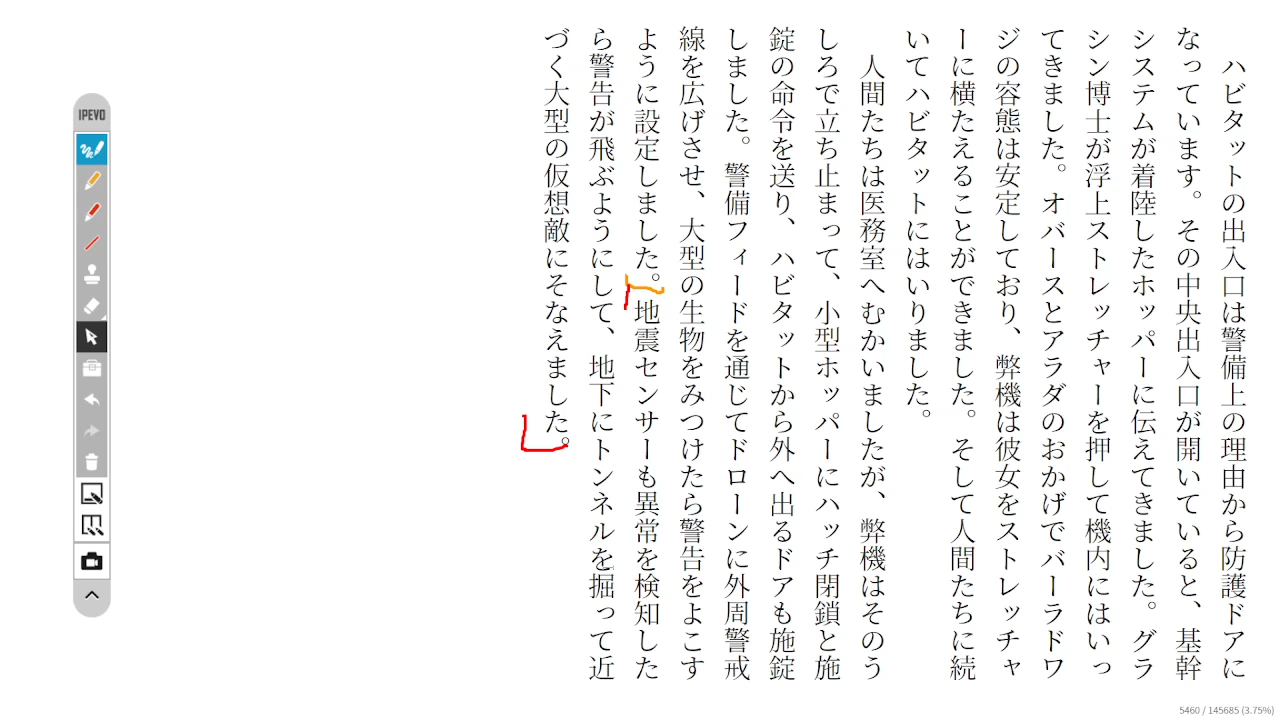 ハビタットの出入口は警備上の理由から防護ドアに
なっています。その中央出入口が開いていると、基幹
システムが着陸したホッパーに伝えてきました。グラ
シン博士が浮上ストレッチャーを押して機内にはいっ
てきました。オバースとアラダのおかげでバーラドワ
ジの容態は安定しており、弊機は彼女をストレッチャ
ーに横たえることができました。そして人間たちに続
いてハビタットにはいりました。
人間たちは医務室へむかいましたが、弊機はそのう
しろで立ち止まって、小型ホッパーにハッチ閉鎖と施
錠の命令を送り、ハビタットから外へ出るドアも施錠
しました。警備フィードを通じてドローンに外周警戒
線を広げさせ、大型の生物をみつけたら警告をよこす
ように設定しました。地震センサーも異常を検知した
ら警告が飛ぶようにして、地下にトンネルを掘って近
づく大型の仮想敵にそなえました。
IPEVO
5460 / 145685 (3.75%)